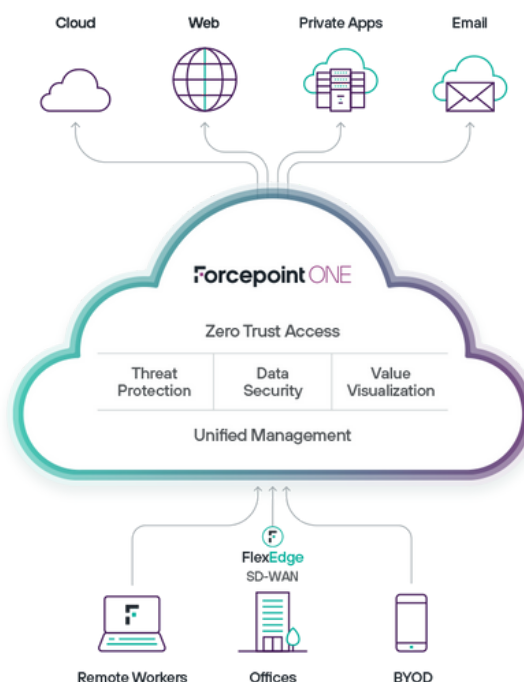 Cloud Web Private Apps Email
Forcepoint ONE
Zero Trust Access
Threat Protection
Data Security
Value Visualization
Unified Management
FlexEdge
SD-WAN
Remote Workers Offices BYOD